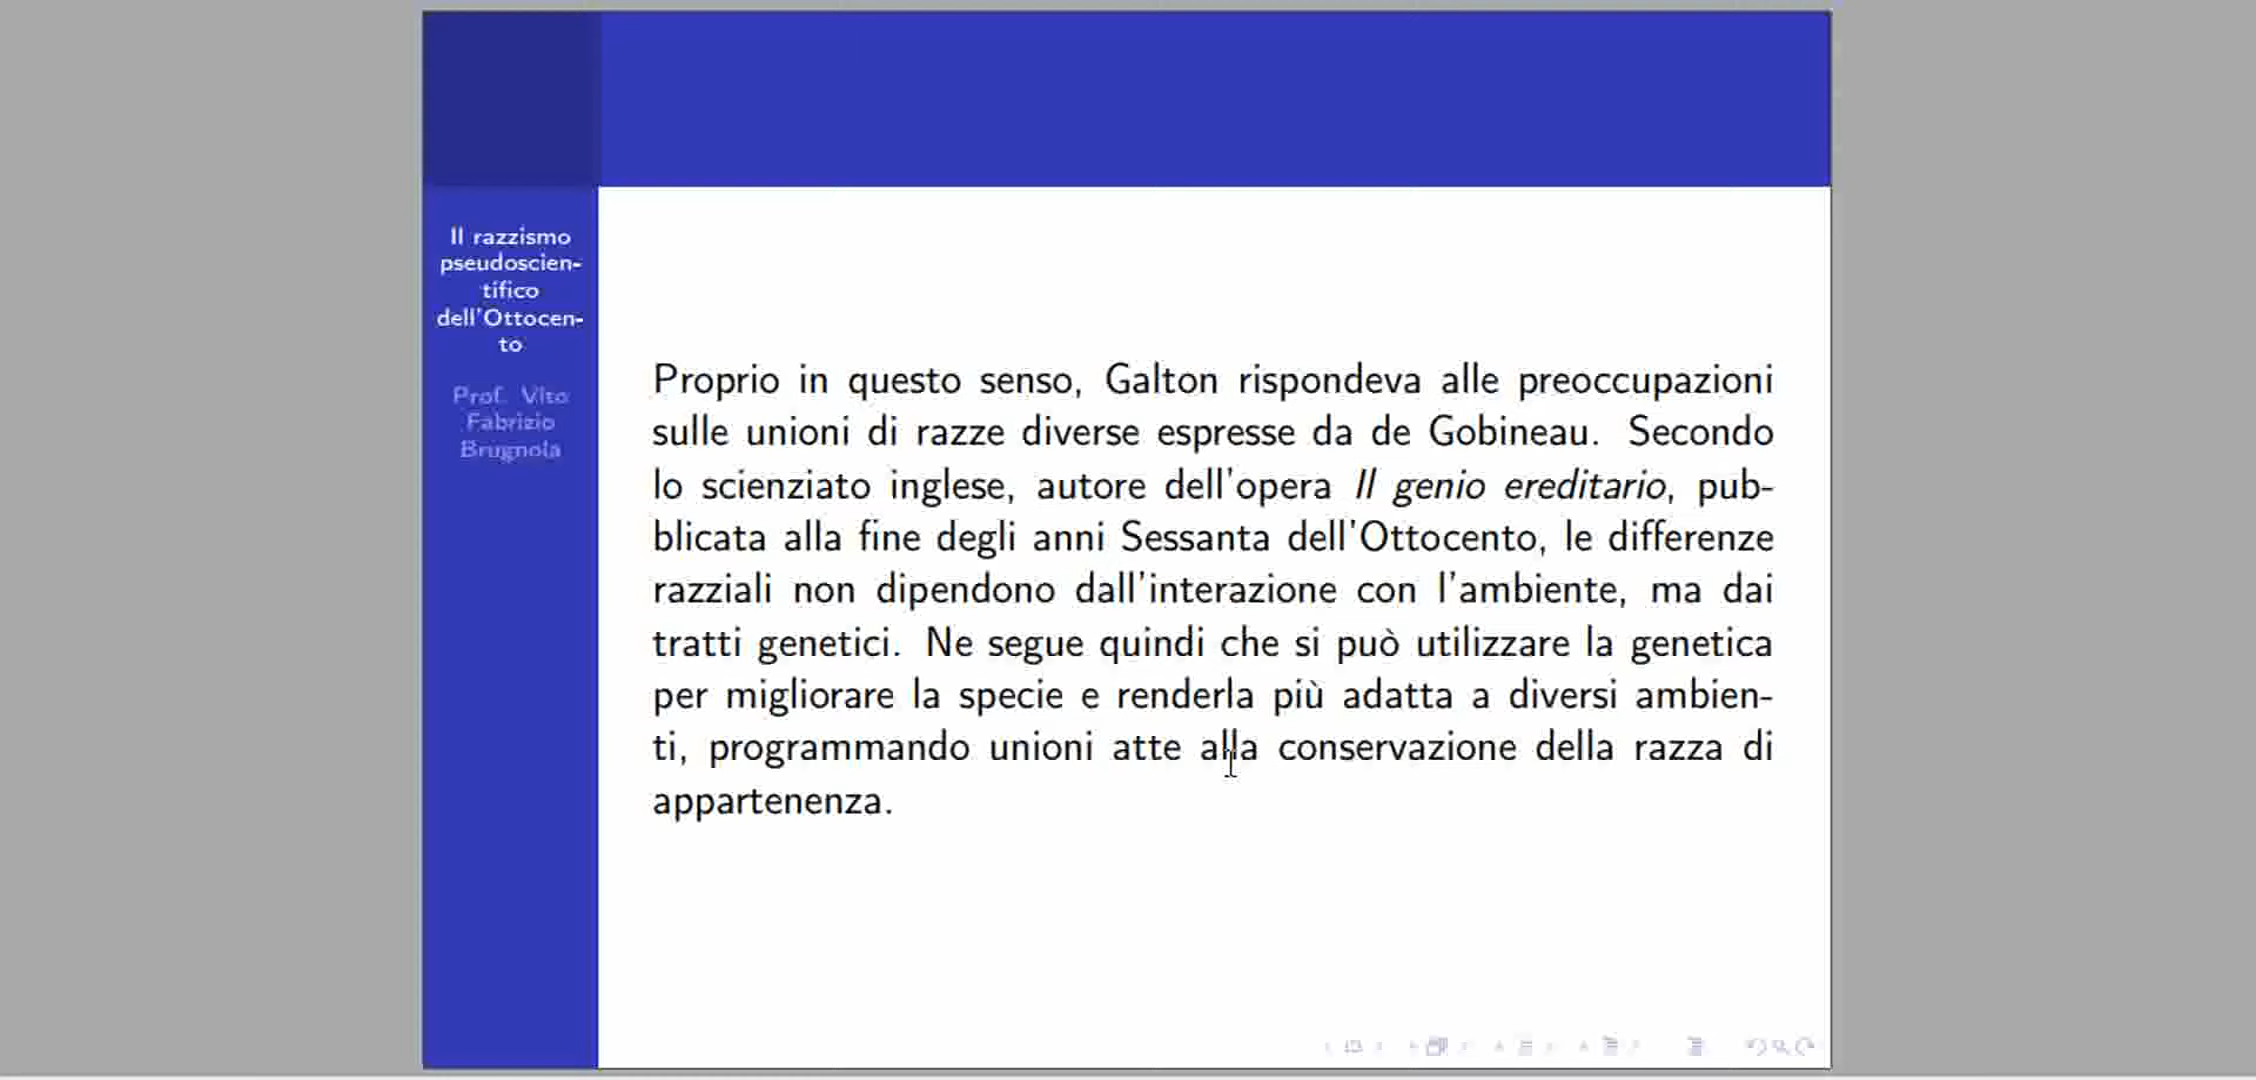 Il razzismo
pseudoscien-
tifico
dell'Ottocen-
to
Prof. Vito
Fabrizio
Brugnola
Proprio in questo senso, Galton rispondeva alle preoccupazioni
sulle unioni di razze diverse espresse da de Gobineau. Secondo
lo scienziato inglese, autore dell'opera Il genio ereditario, pub-
blicata alla fine degli anni Sessanta dell'Ottocento, le differenze
razziali non dipendono dall'interazione con l'ambiente, ma dai
tratti genetici. Ne segue quindi che si può utilizzare la genetica
per migliorare la specie e renderla più adatta a diversi ambien-
ti, programmando unioni atte alla conservazione della razza di
appartenenza.